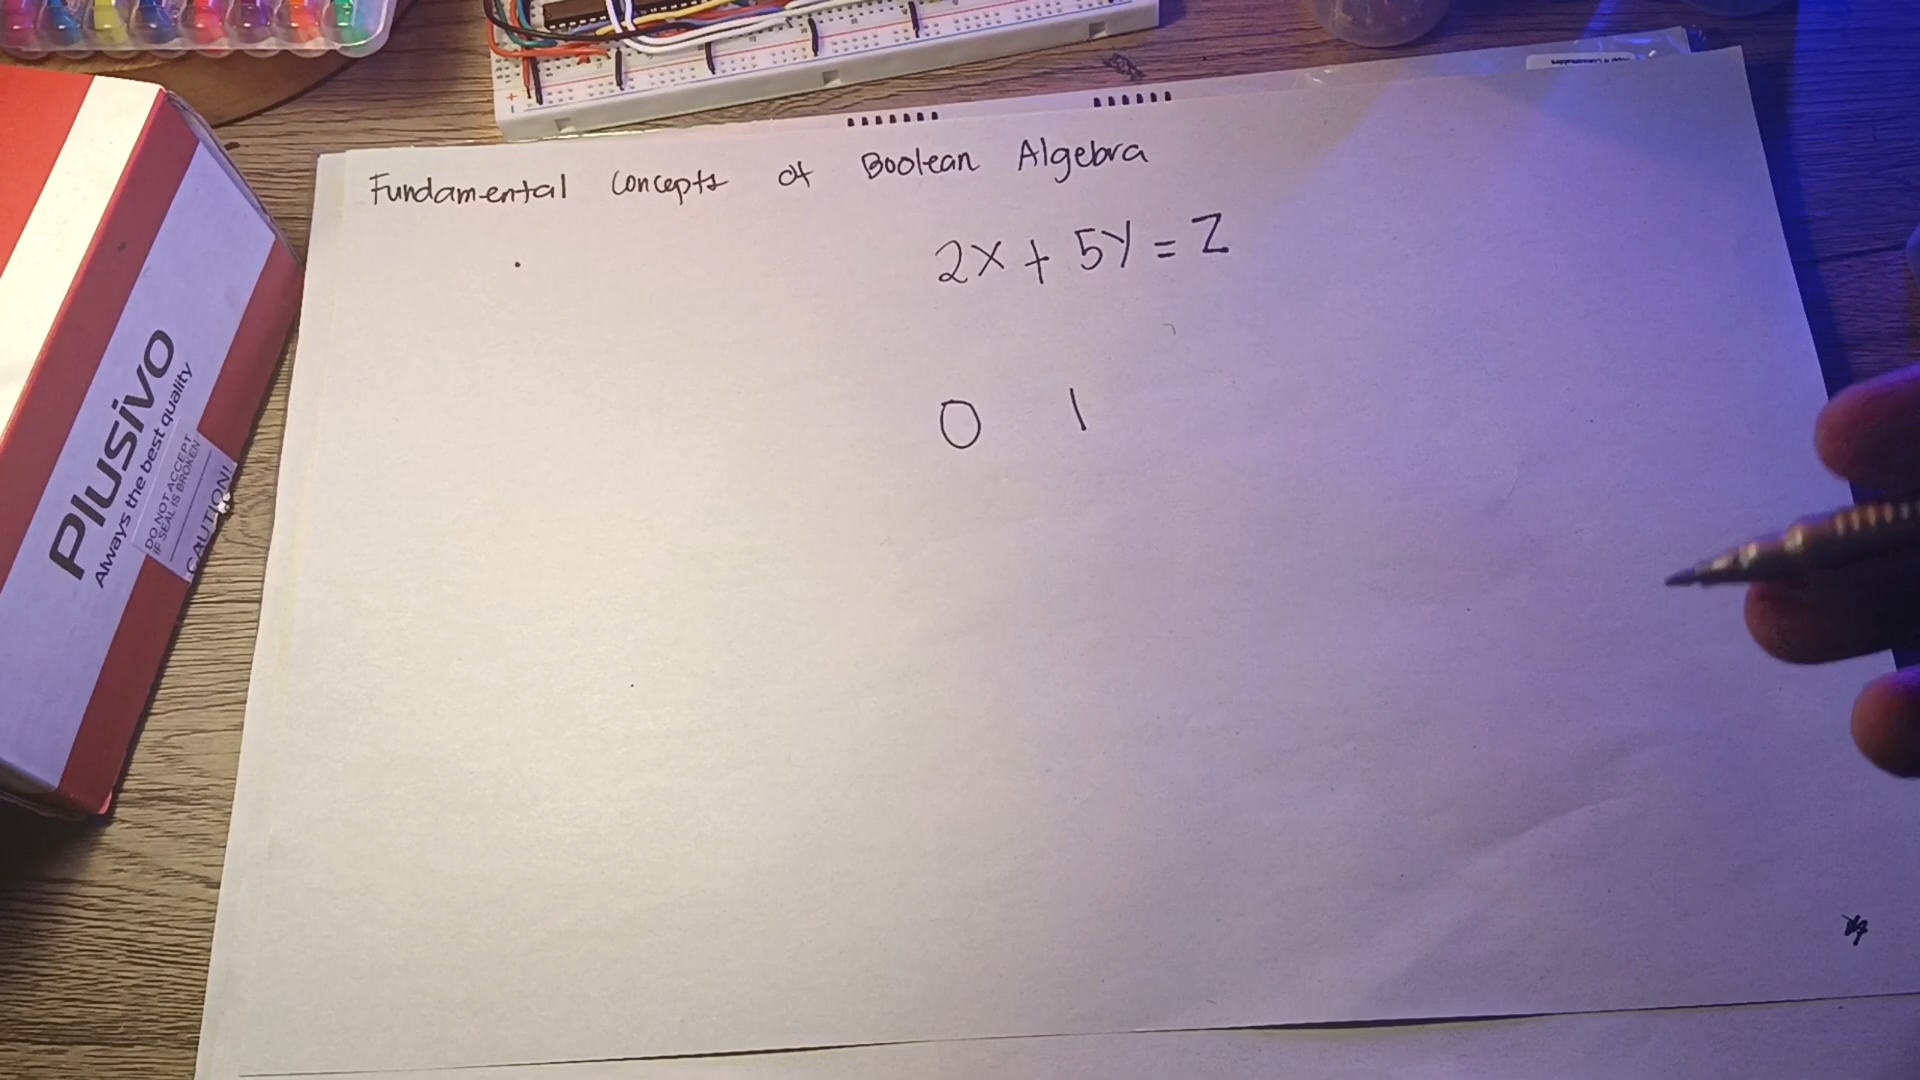 Fundamental Concepts of Boolean Algebra
2X + 5Y = Z
0 1
Plusivo
Always the best quality
DO NOT ACCEPT
IF SEAL IS BROKEN
CAUTION!